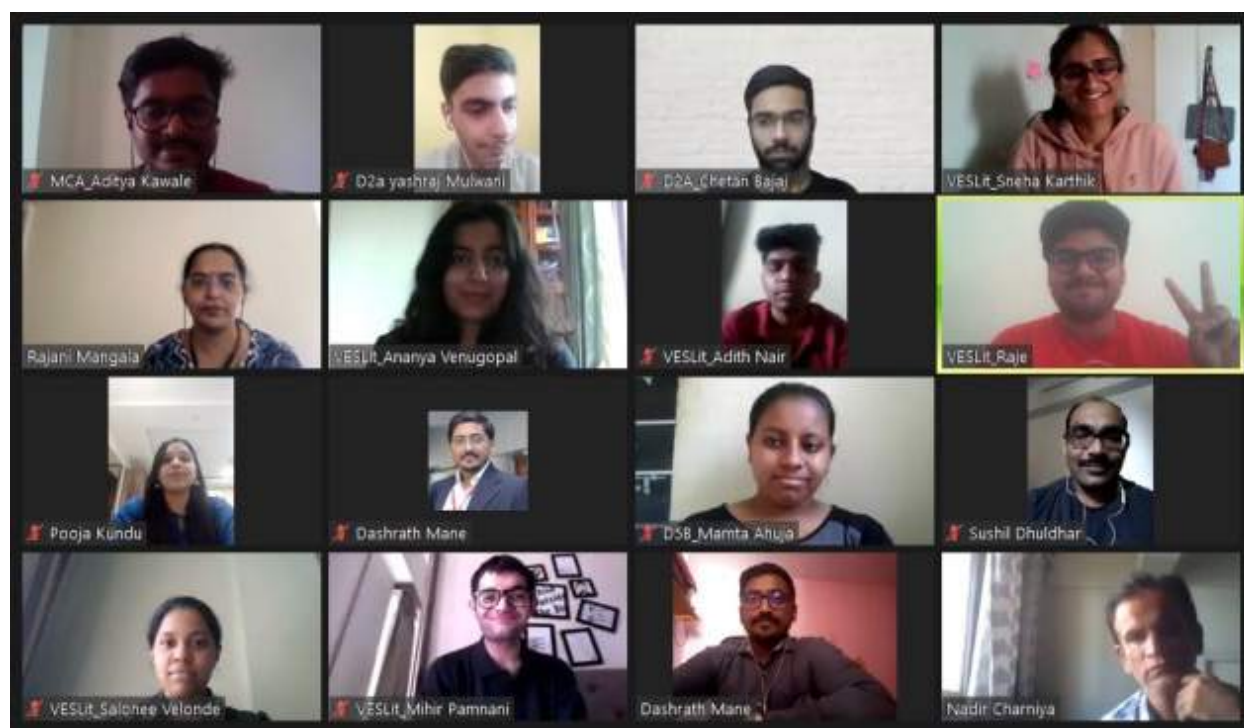 MCA_Aditya Kawale
D2a yashraj Mulwani
D2A_Chetan Bajaj
VESLit_Sneha Karthik
Rajani Mangala
VESLit_Ananya Venugopal
VESLit_Adith Nair
VESLit_Raje
Pooja Kundu
Dashrath Mane
D5B_Mamta Ahuja
Sushil Dhuldhar
VESLit_Salonee Velonde
VESLit_Mihir Pamnani
Dashrath Mane
Nadir Charniya